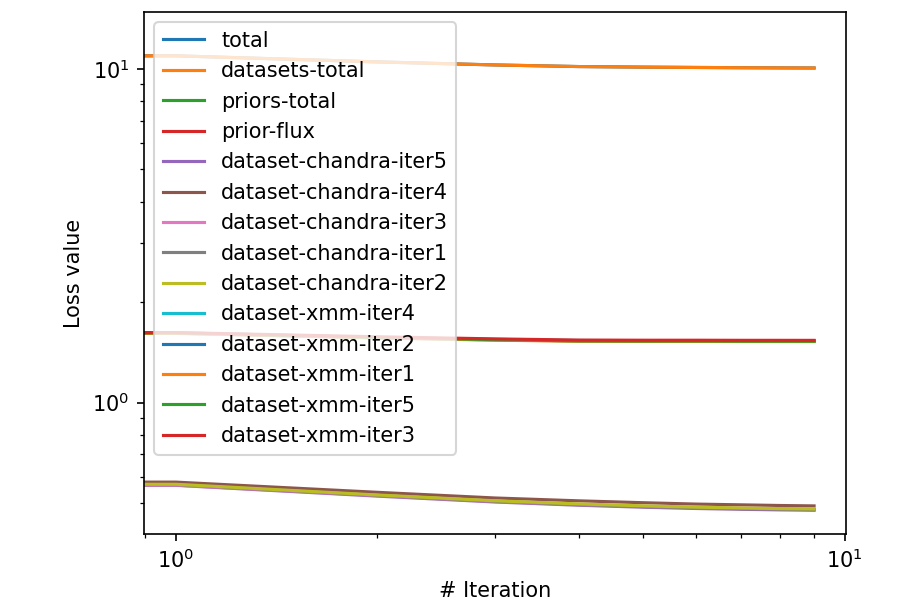 10¹
10⁰
Loss value
total
datasets-total
priors-total
prior-flux
dataset-chandra-iter5
dataset-chandra-iter4
dataset-chandra-iter3
dataset-chandra-iter1
dataset-chandra-iter2
dataset-xmm-iter4
dataset-xmm-iter2
dataset-xmm-iter1
dataset-xmm-iter5
dataset-xmm-iter3
10⁰
10¹
# Iteration